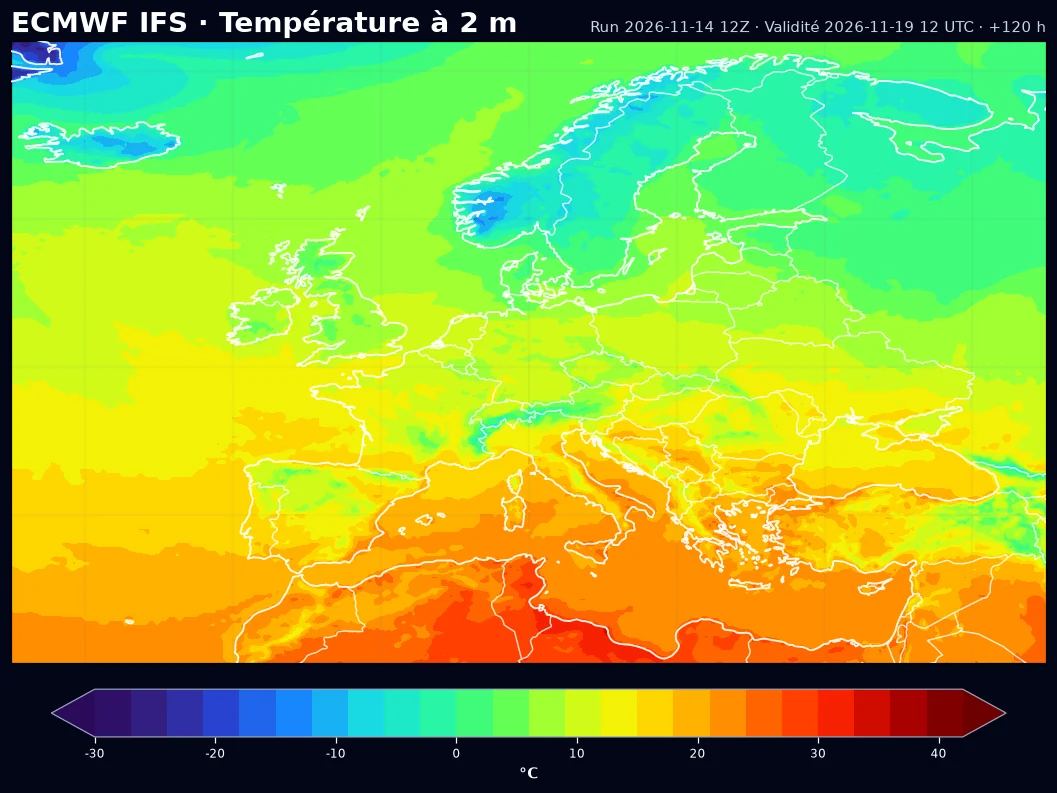 ECMWF IFS · Température à 2 m
Run 2026-11-14 12Z · Validité 2026-11-19 12 UTC · +120 h
-30 -20 -10 0 10 20 30 40
°C